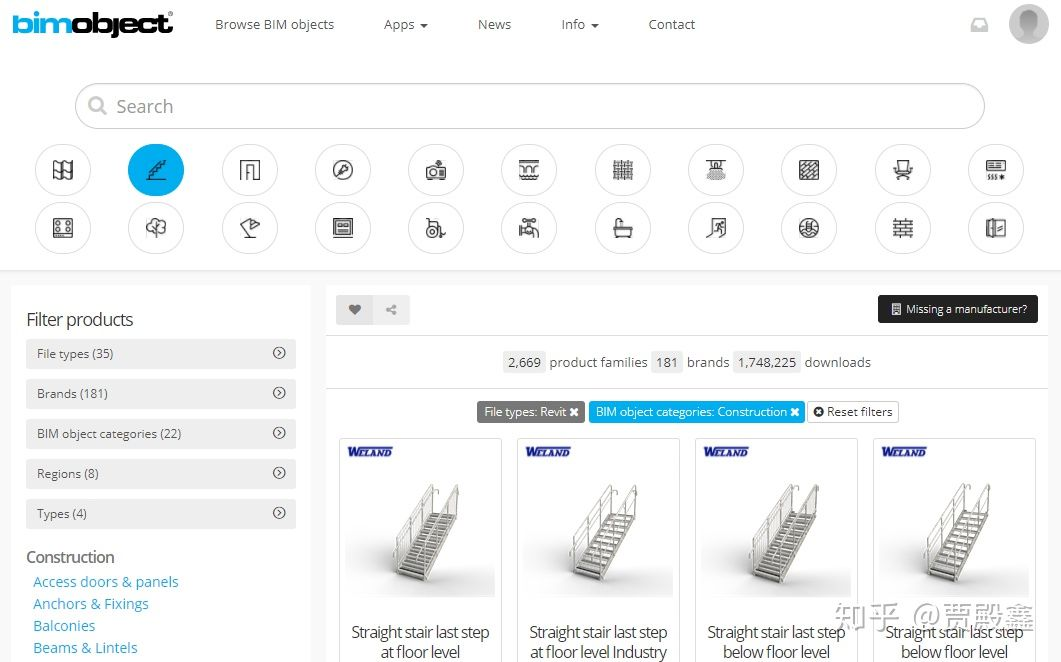 bimobject®
Browse BIM objects
Apps
News
Info
Contact
Search
Filter products
File types (35)
Brands (181)
BIM object categories (22)
Regions (8)
Types (4)
Construction
Access doors & panels
Anchors & Fixings
Balconies
Beams & Lintels
Missing a manufacturer?
2,669 product families 181 brands 1,748,225 downloads
File types: Revit ✖ BIM object categories: Construction ✖ Reset filters
WELAND
Straight stair last step
at floor level
WELAND
Straight stair last step
at floor level Industry
WELAND
Straight stair last step
below floor level
WELAND
Straight stair last step
below floor level
知乎 @贾殿鑫